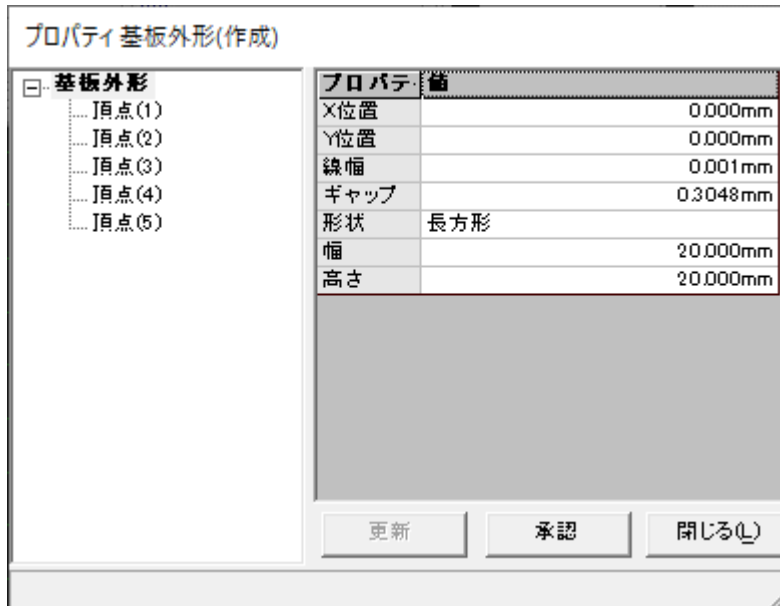 プロパティ 基板外形(作成)
基板外形
頂点(1)
頂点(2)
頂点(3)
頂点(4)
頂点(5)
プロパティ 値
X位置 0.000mm
Y位置 0.000mm
線幅 0.001mm
ギャップ 0.3048mm
形状 長方形
幅 20.000mm
高さ 20.000mm
更新 承認 閉じる(L)